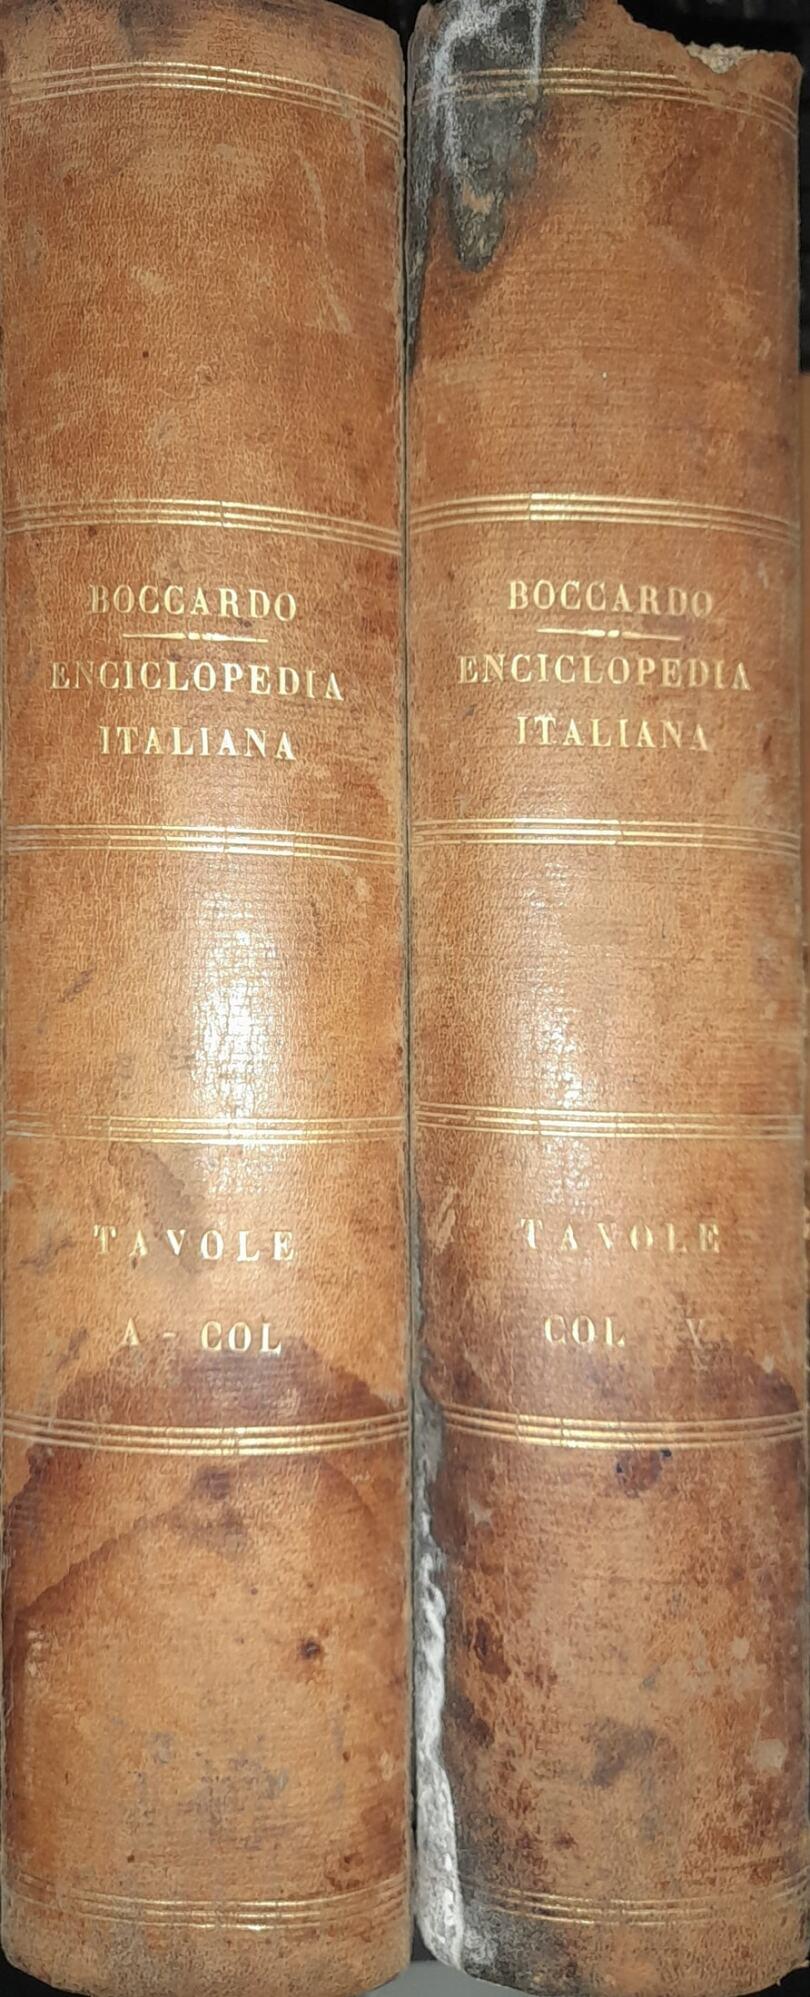 BOCCARDO
ENCICLOPEDIA
ITALIANA
TAVOLE
A - COL
BOCCARDO
ENCICLOPEDIA
ITALIANA
TAVOLE
COL V